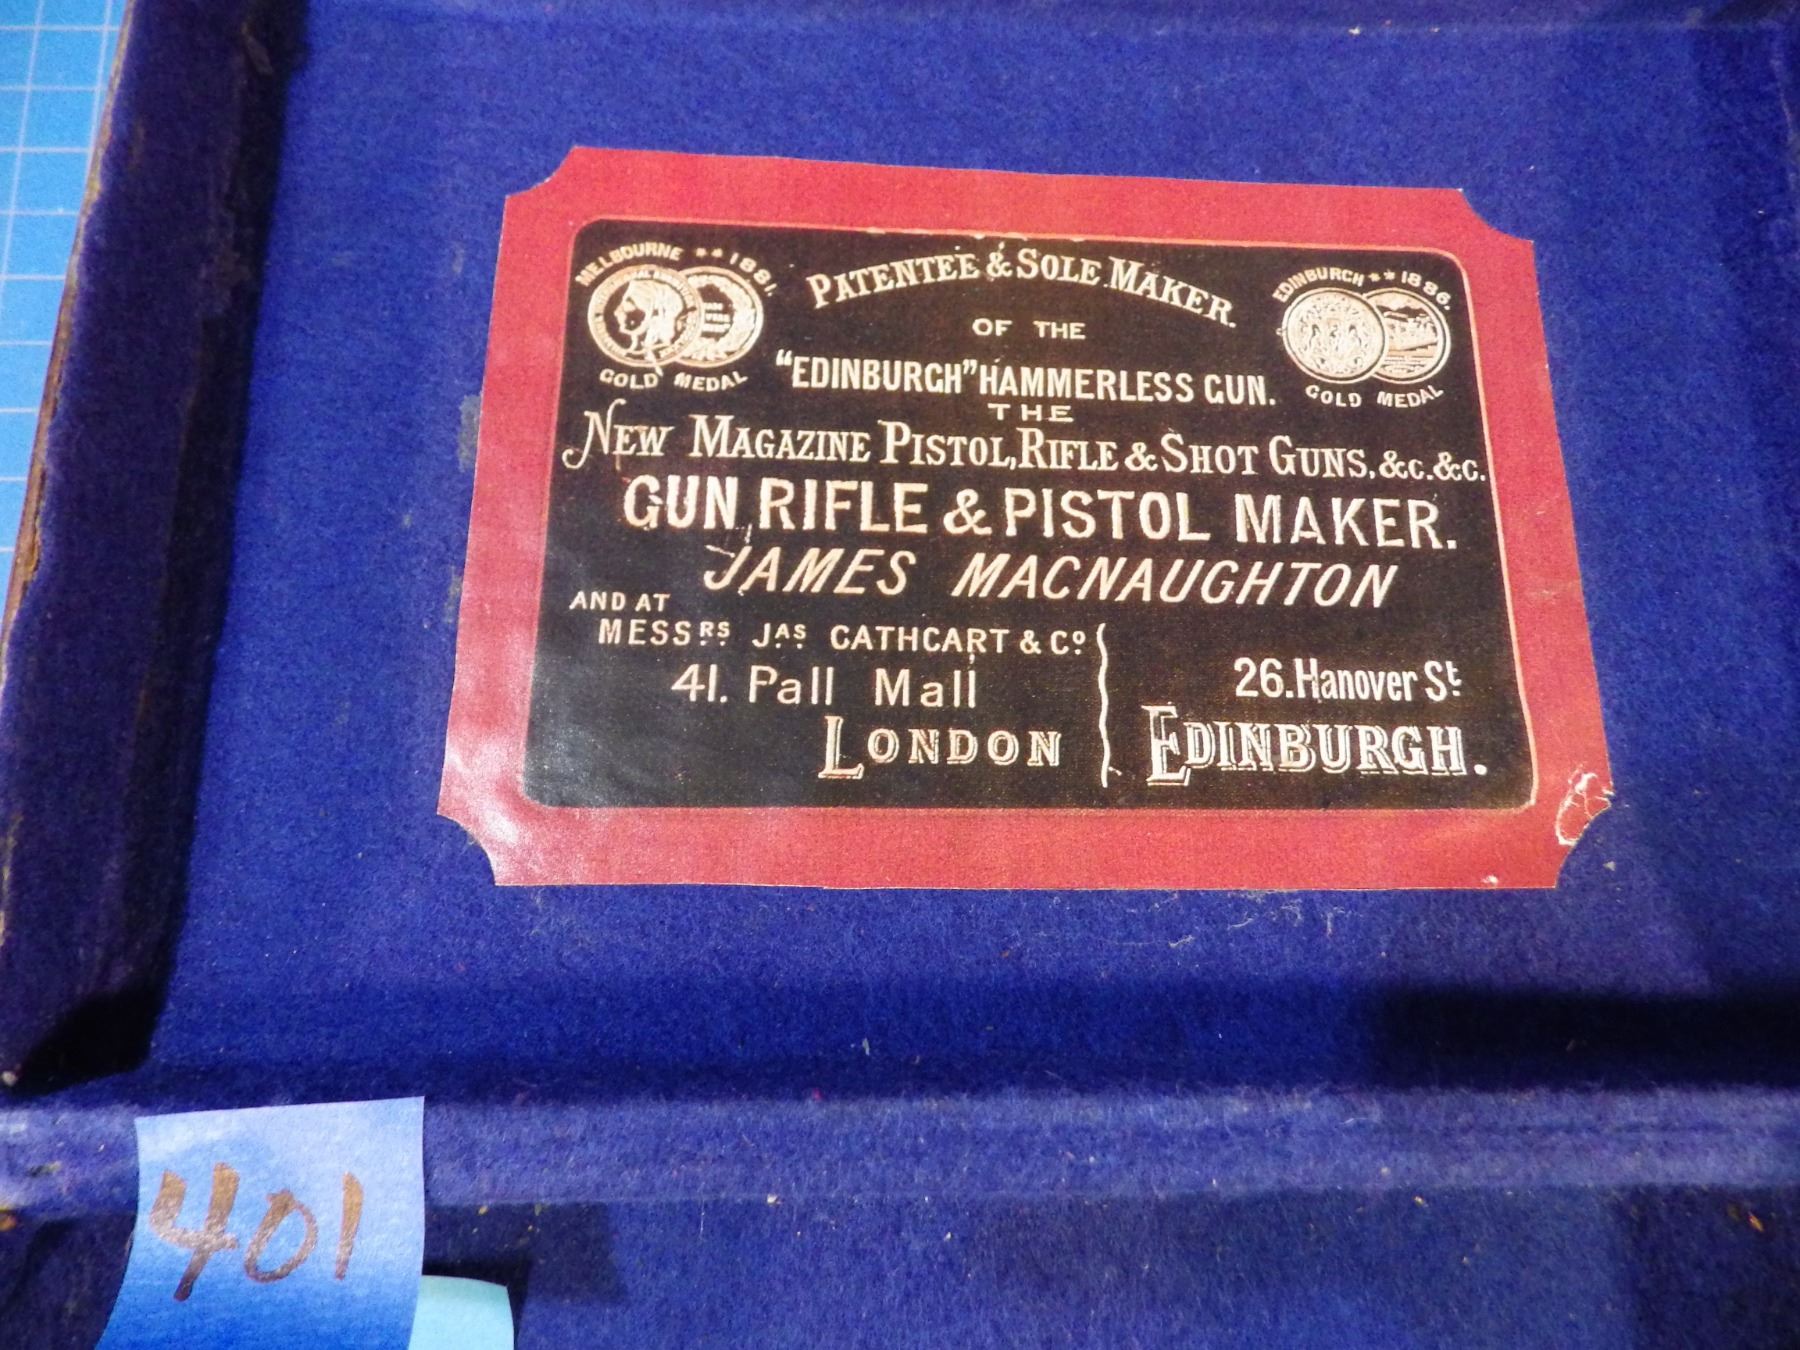 MELBOURNE * * 1881.
GOLD MEDAL
PATENTEE & SOLE MAKER.
EDINBURGH * * 1886.
GOLD MEDAL
OF THE
"EDINBURGH" HAMMERLESS GUN.
THE
NEW MAGAZINE PISTOL, RIFLE & SHOT GUNS, &C. &C.
GUN, RIFLE & PISTOL MAKER.
JAMES MACNAUGHTON
AND AT
MESSRS. JAS. CATHCART & Co
41. Pall Mall
LONDON
26. Hanover St.
EDINBURGH.
401